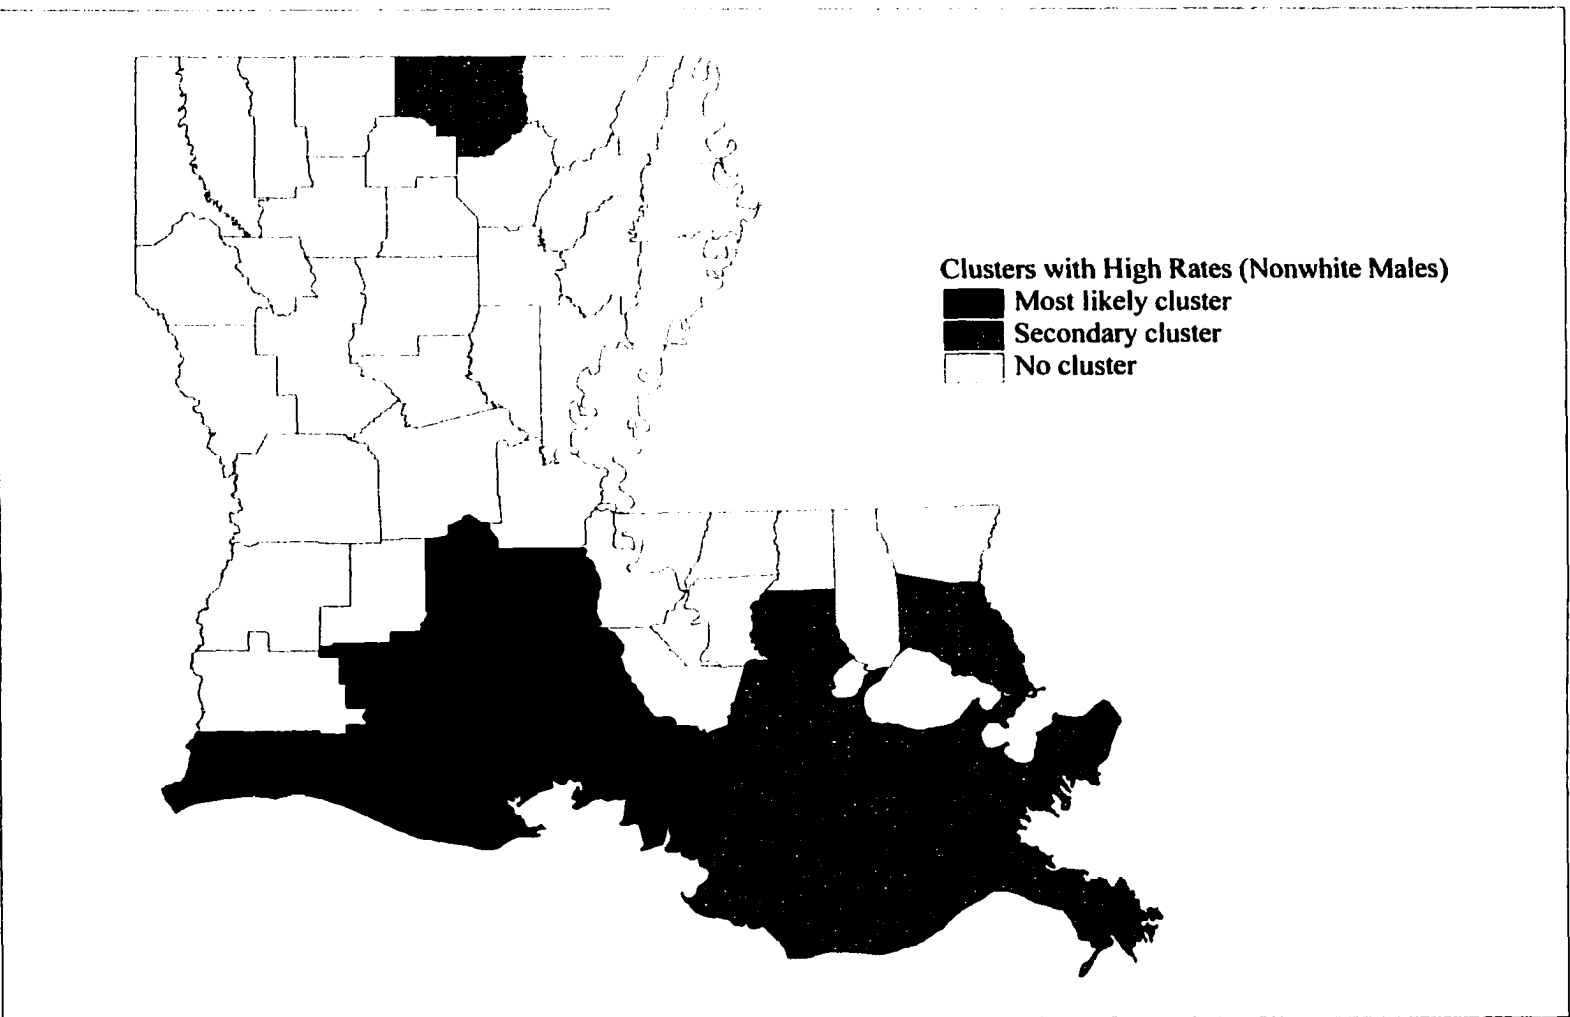 Clusters with High Rates (Nonwhite Males)
Most likely cluster
Secondary cluster
No cluster